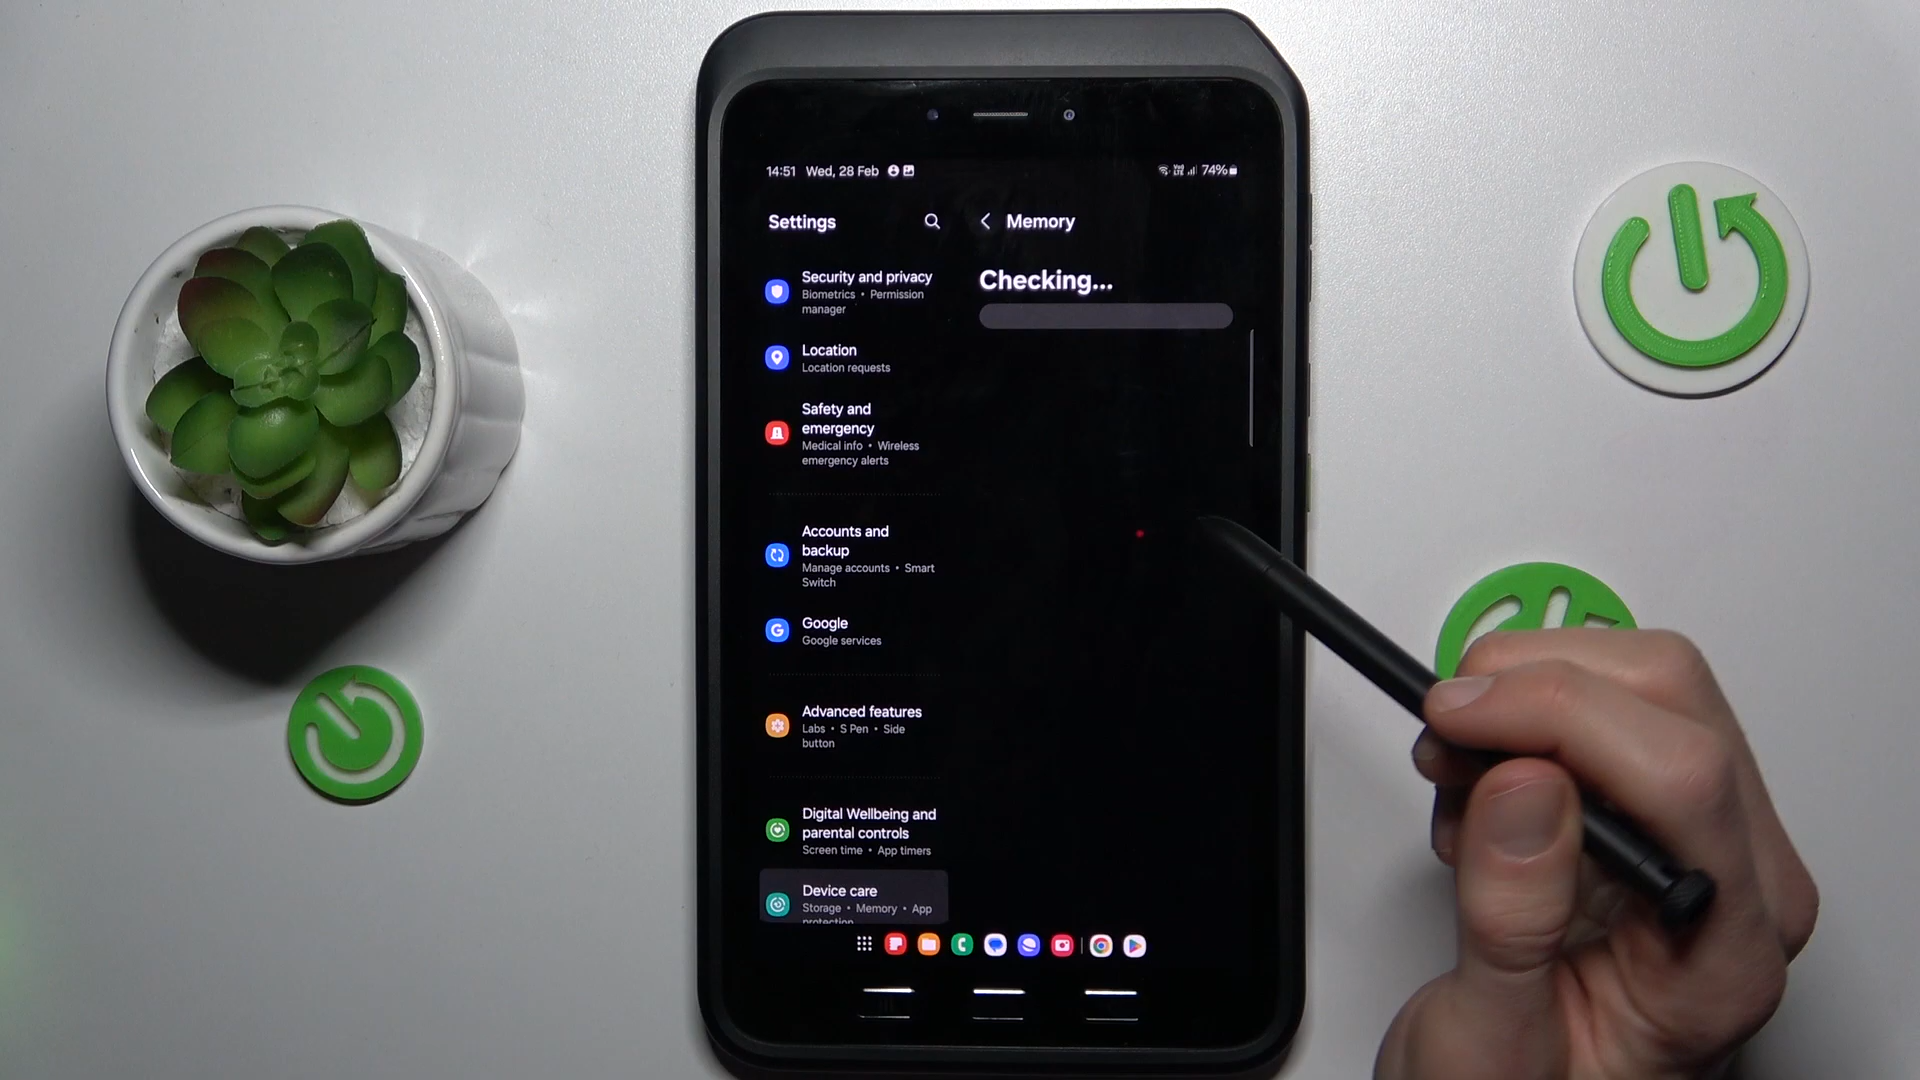 14:51 Wed, 28 Feb
74%
Settings
Security and privacy
Biometrics • Permission
manager
Location
Location requests
Safety and
emergency
Medical info • Wireless
emergency alerts
Accounts and
backup
Manage accounts • Smart
Switch
Google
Google services
Advanced features
Labs • S Pen • Side
button
Digital Wellbeing and
parental controls
Screen time • App timers
Device care
Storage • Memory • App
protection
Memory
Checking...